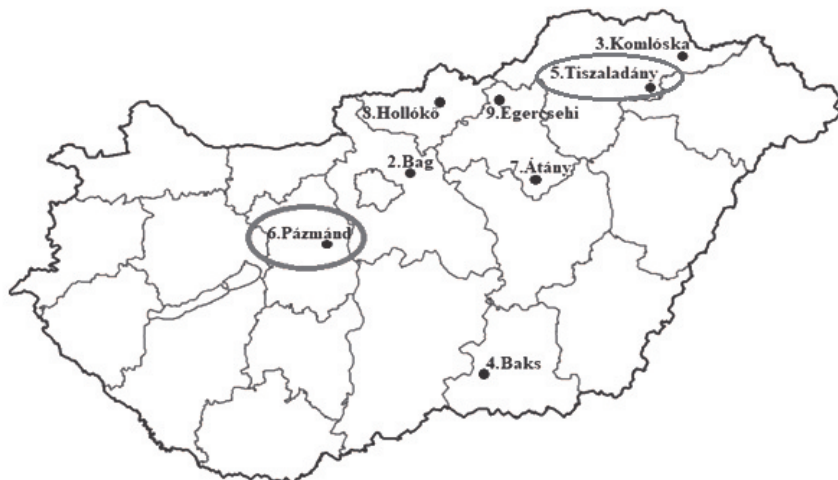 3.Komlóska
5.Tiszaladány
8.Hollókő
9.Egercsehi
2.Bag
7.Átány
6.Pázmánd
4.Baks